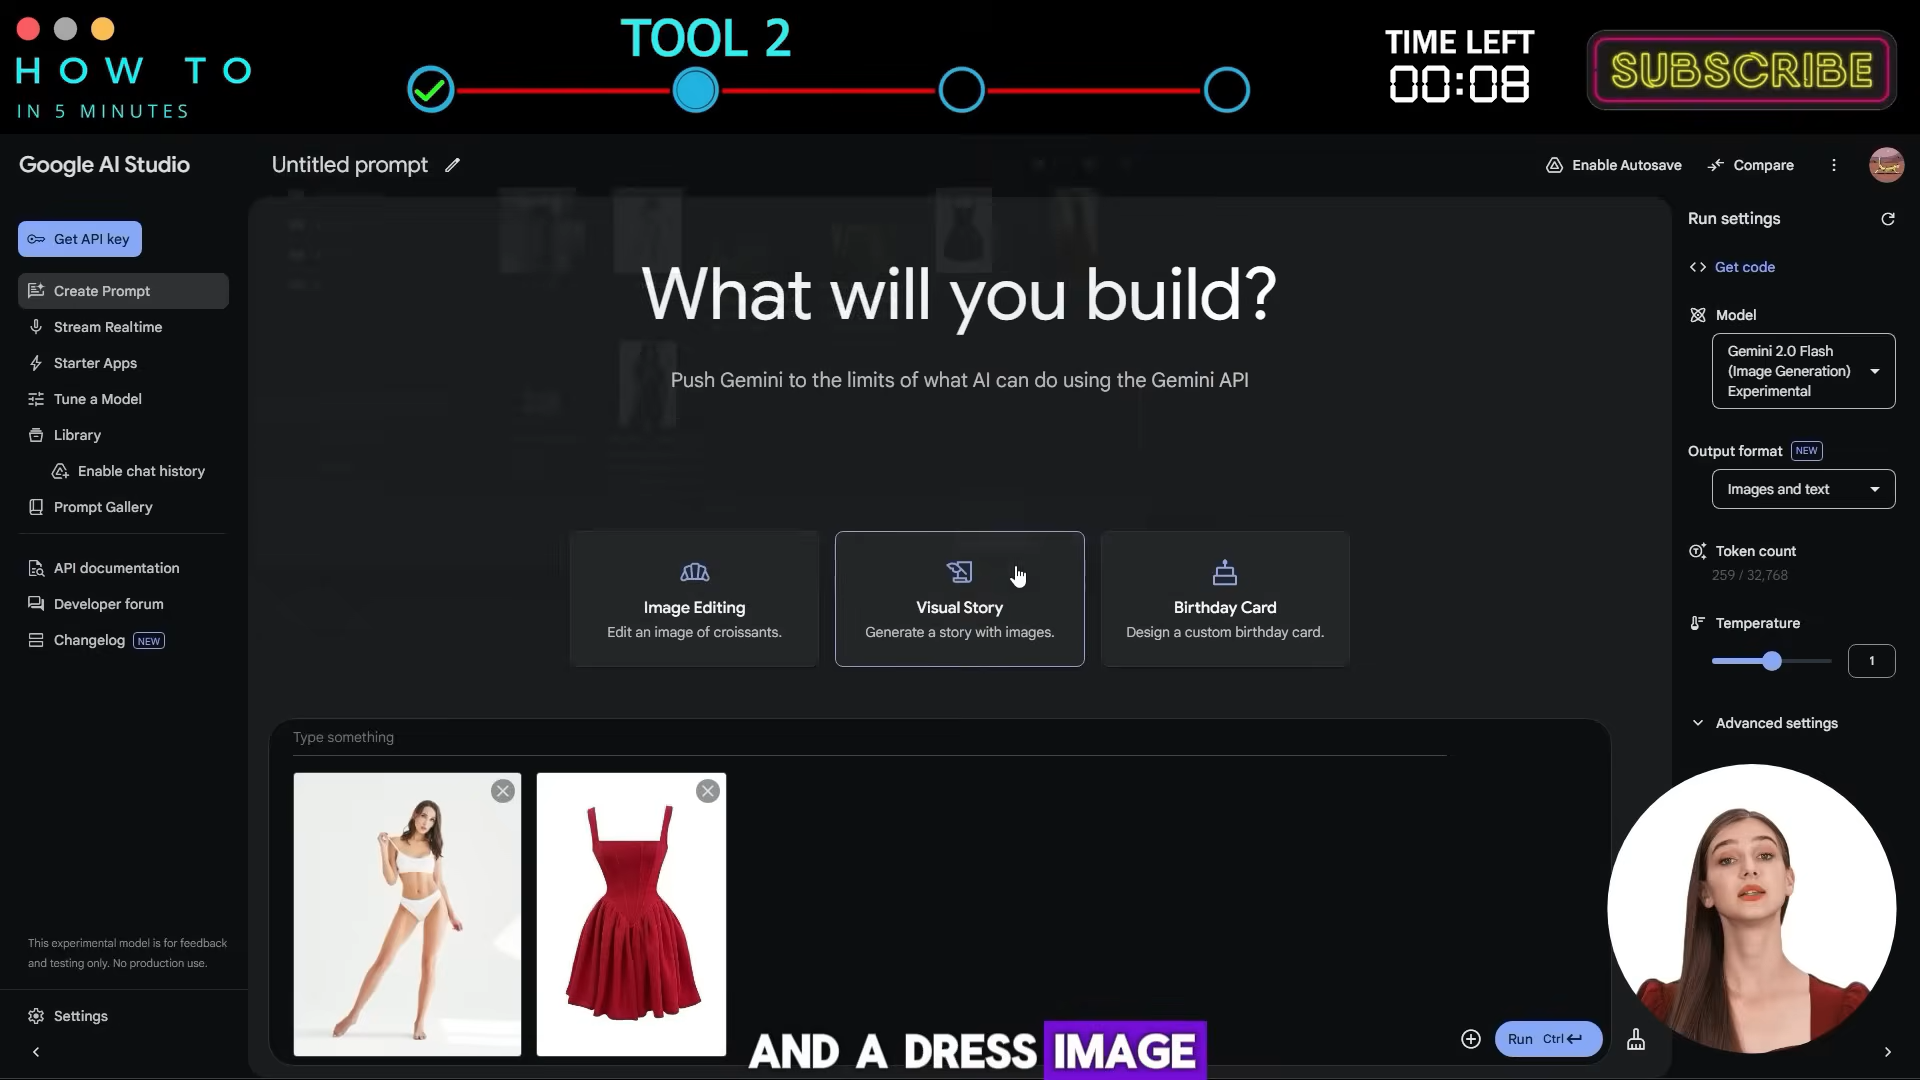 TOOL 2
HOW TO
IN 5 MINUTES
TIME LEFT
00:08
SUBSCRIBE
Google AI Studio
Untitled prompt
Enable Autosave
Compare
Get API key
Create Prompt
Stream Realtime
Starter Apps
Tune a Model
Library
Enable chat history
Prompt Gallery
API documentation
Developer forum
Changelog NEW
This experimental model is for feedback
and testing only. No production use.
Settings
What will you build?
Push Gemini to the limits of what AI can do using the Gemini API
Image Editing
Edit an image of croissants.
Visual Story
Generate a story with images.
Birthday Card
Design a custom birthday card.
Type something
Run Ctrl
AND A DRESS IMAGE
Run settings
Get code
Model
Gemini 2.0 Flash
(Image Generation)
Experimental
Output format NEW
Images and text
Token count
259 / 32,768
Temperature
1
Advanced settings